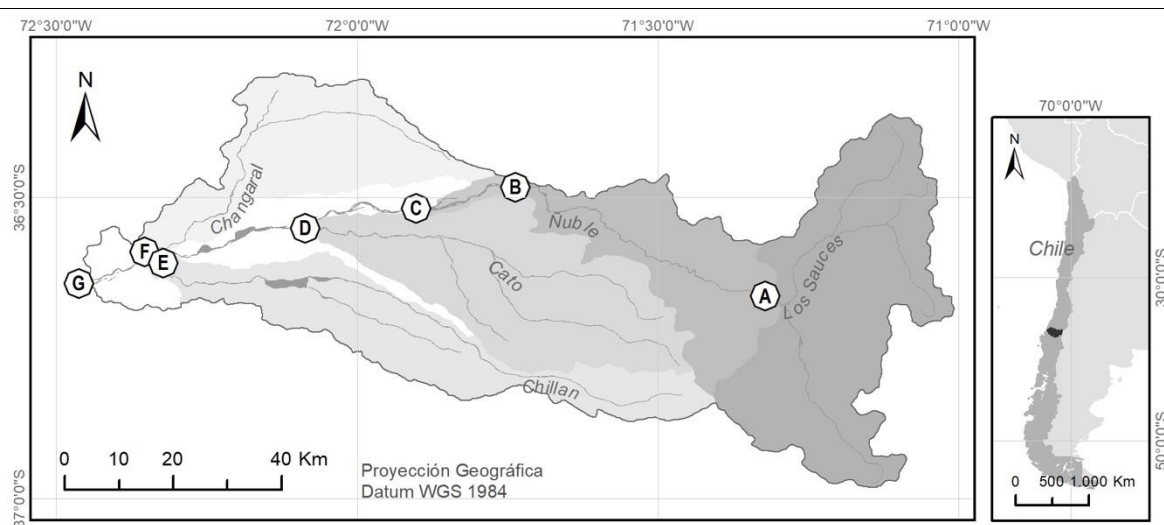 72°30'0"W
72°0'0"W
71°30'0"W
71°0'0"W
N
36°30'0"S
37°0'0"S
Changaral
B
C
D
Ñuble
F
E
G
Cato
A
Los Sauces
Chillan
0 10 20 40 Km
Proyección Geográfica
Datum WGS 1984
70°0'0"W
N
Chile
30°0'0"S
50°0'0"S
0 500 1.000 Km